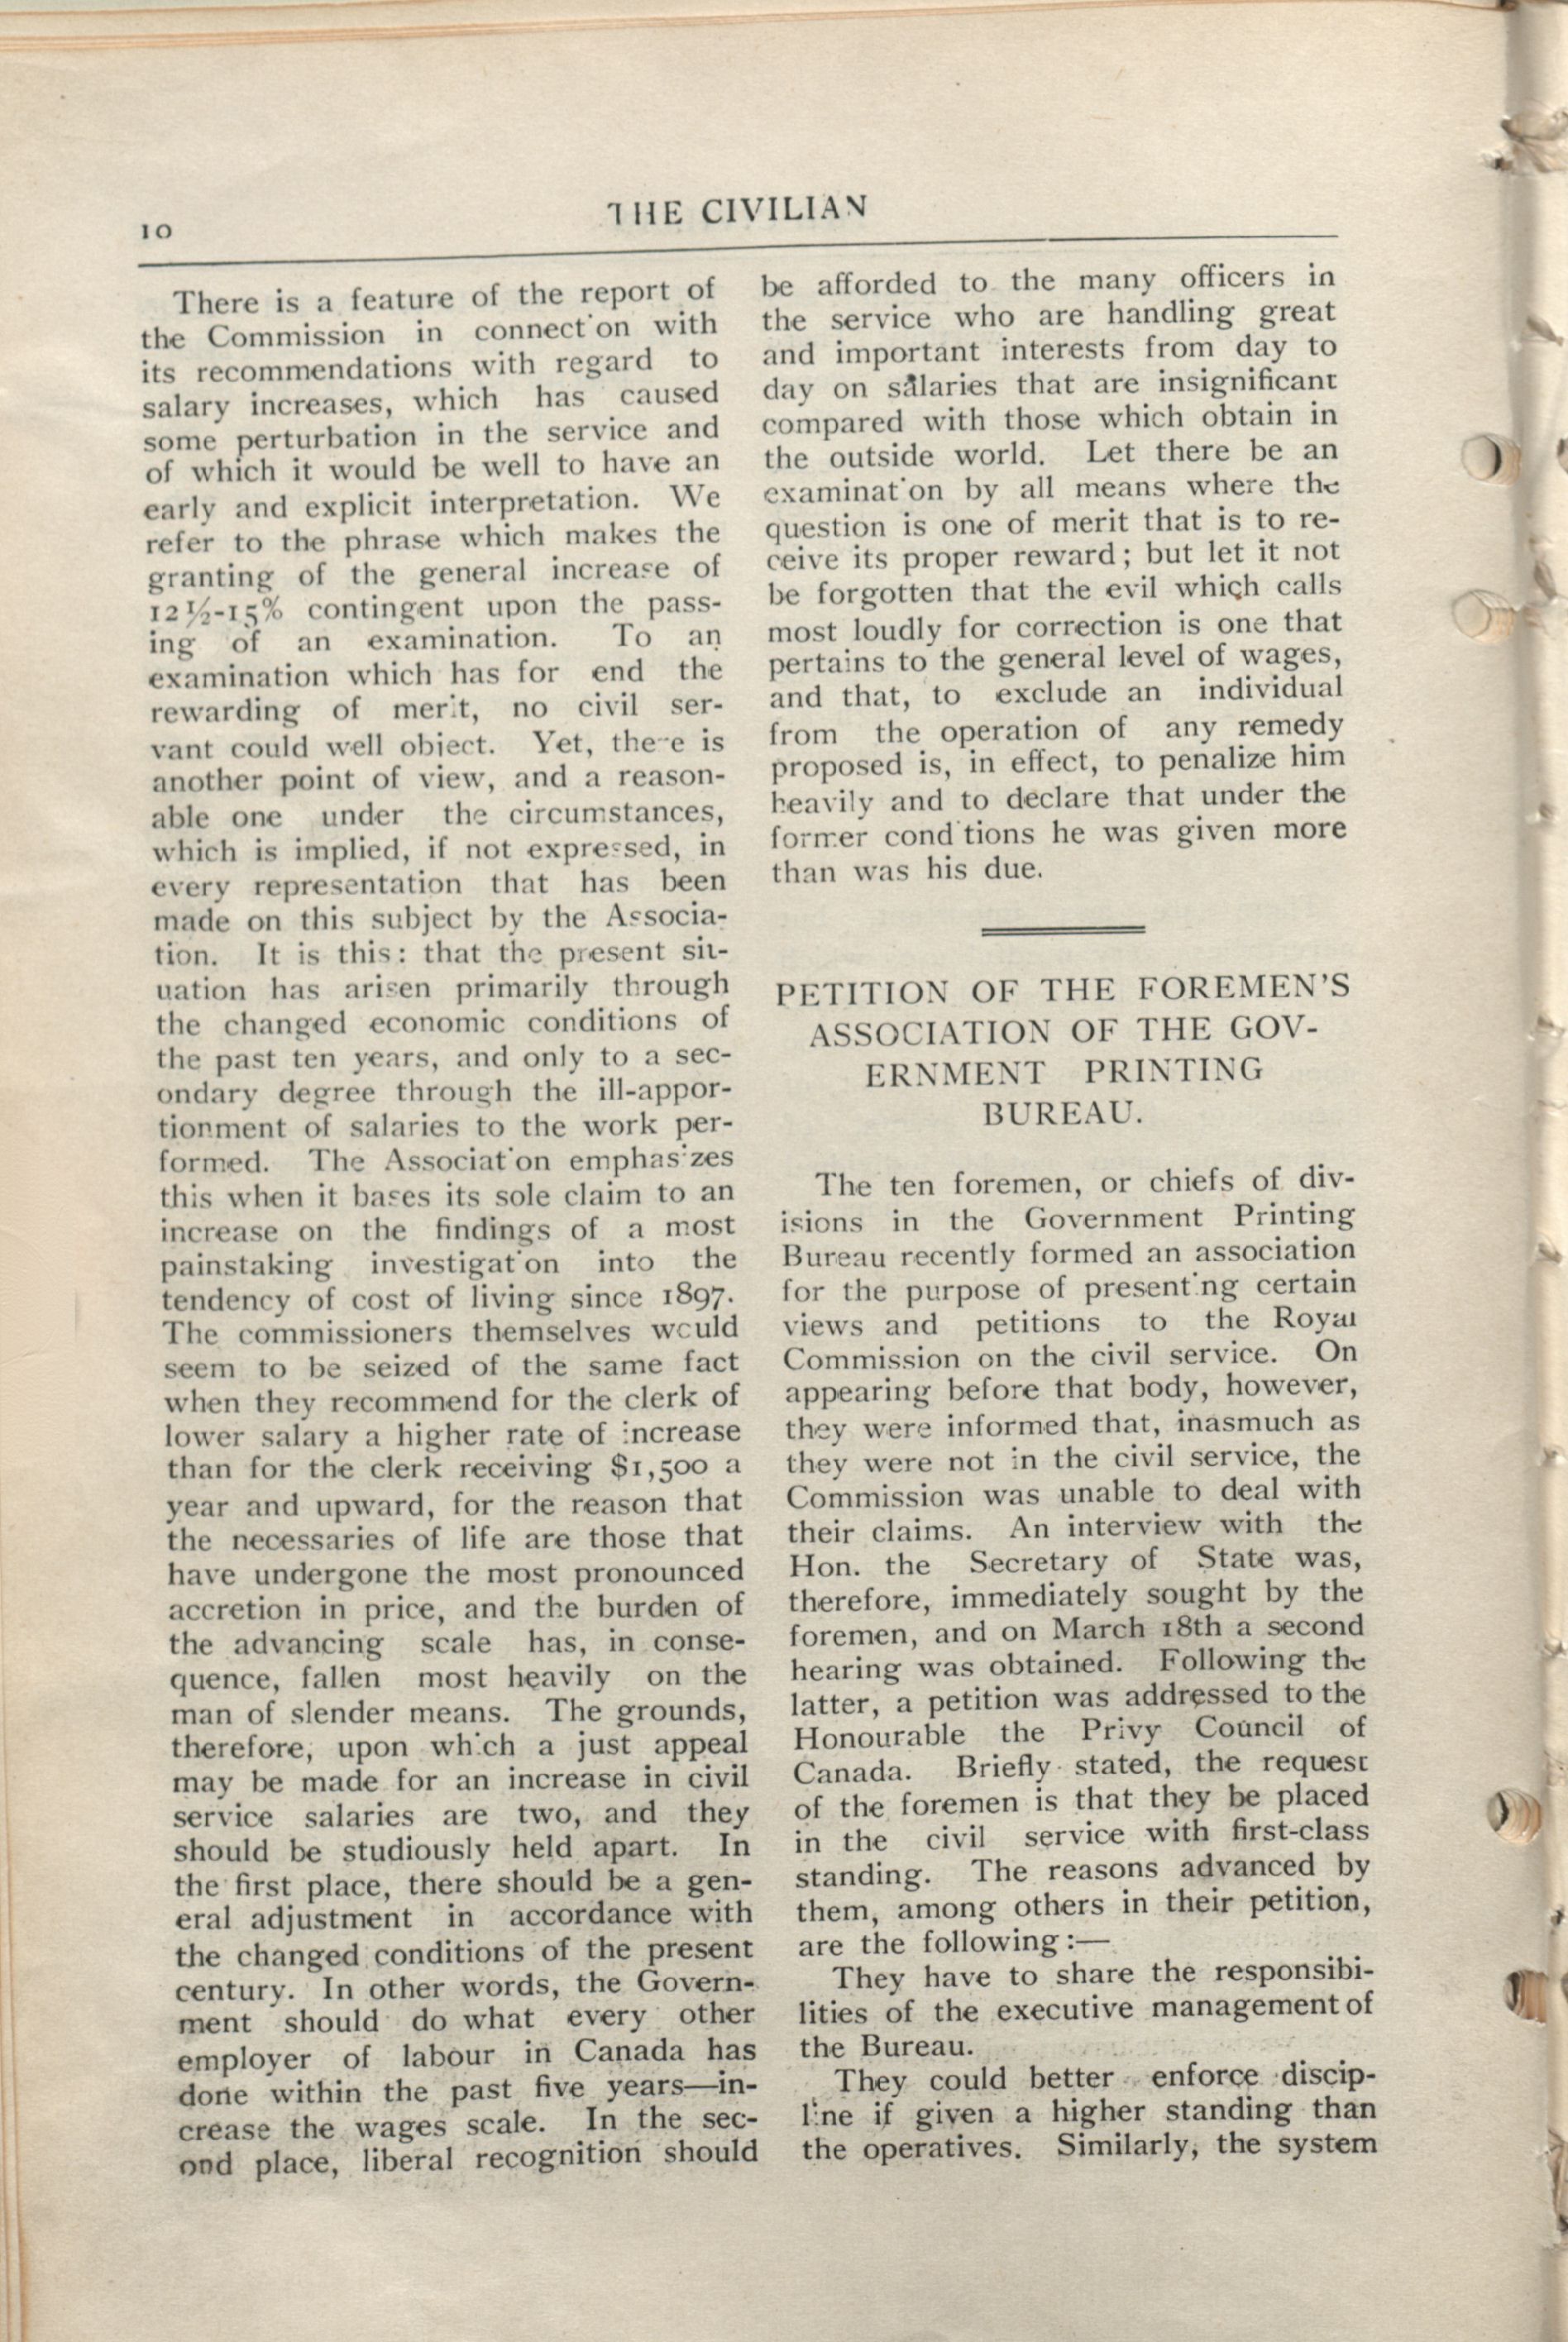 10
THE CIVILIAN
There is a feature of the report of
the Commission in connection with
its recommendations with regard to
salary increases, which has caused
some perturbation in the service and
of which it would be well to have an
early and explicit interpretation. We
refer to the phrase which makes the
granting of the general increase of
12½-15% contingent upon the pass-
ing of an examination. To an
examination which has for end the
rewarding of merit, no civil ser-
vant could well object. Yet, there is
another point of view, and a reason-
able one under the circumstances,
which is implied, if not expressed, in
every representation that has been
made on this subject by the Associa-
tion. It is this: that the present sit-
uation has arisen primarily through
the changed economic conditions of
the past ten years, and only to a sec-
ondary degree through the ill-appor-
tionment of salaries to the work per-
formed. The Association emphasizes
this when it bases its sole claim to an
increase on the findings of a most
painstaking investigation into the
tendency of cost of living since 1897.
The commissioners themselves would
seem to be seized of the same fact
when they recommend for the clerk of
lower salary a higher rate of increase
than for the clerk receiving $1,500 a
year and upward, for the reason that
the necessaries of life are those that
have undergone the most pronounced
accretion in price, and the burden of
the advancing scale has, in conse-
quence, fallen most heavily on the
man of slender means. The grounds,
therefore, upon which a just appeal
may be made for an increase in civil
service salaries are two, and they
should be studiously held apart. In
the first place, there should be a gen-
eral adjustment in accordance with
the changed conditions of the present
century. In other words, the Govern-
ment should do what every other
employer of labour in Canada has
done within the past five years—in-
crease the wages scale. In the sec-
ond place, liberal recognition should
be afforded to the many officers in
the service who are handling great
and important interests from day to
day on salaries that are insignificant
compared with those which obtain in
the outside world. Let there be an
examination by all means where the
question is one of merit that is to re-
ceive its proper reward; but let it not
be forgotten that the evil which calls
most loudly for correction is one that
pertains to the general level of wages,
and that, to exclude an individual
from the operation of any remedy
proposed is, in effect, to penalize him
heavily and to declare that under the
former conditions he was given more
than was his due.
PETITION OF THE FOREMEN'S
ASSOCIATION OF THE GOV-
ERNMENT PRINTING
BUREAU.
The ten foremen, or chiefs of div-
isions in the Government Printing
Bureau recently formed an association
for the purpose of presenting certain
views and petitions to the Royal
Commission on the civil service. On
appearing before that body, however,
they were informed that, inasmuch as
they were not in the civil service, the
Commission was unable to deal with
their claims. An interview with the
Hon. the Secretary of State was,
therefore, immediately sought by the
foremen, and on March 18th a second
hearing was obtained. Following the
latter, a petition was addressed to the
Honourable the Privy Council of
Canada. Briefly stated, the request
of the foremen is that they be placed
in the civil service with first-class
standing. The reasons advanced by
them, among others in their petition,
are the following:—
They have to share the responsibi-
lities of the executive management of
the Bureau.
They could better enforce discip-
line if given a higher standing than
the operatives. Similarly, the system